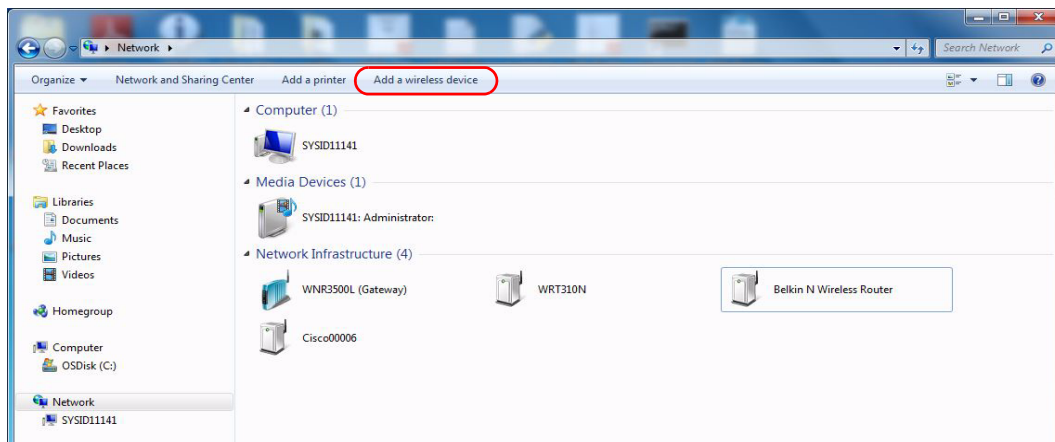 Network
Search Network
Organize Network and Sharing Center Add a printer Add a wireless device
Favorites
Desktop
Downloads
Recent Places
Libraries
Documents
Music
Pictures
Videos
Homegroup
Computer
OSDisk (C:)
Network
SYSID11141
Computer (1)
SYSID11141
Media Devices (1)
SYSID11141: Administrator:
Network Infrastructure (4)
WNR3500L (Gateway)
WRT310N
Belkin N Wireless Router
Cisco00006